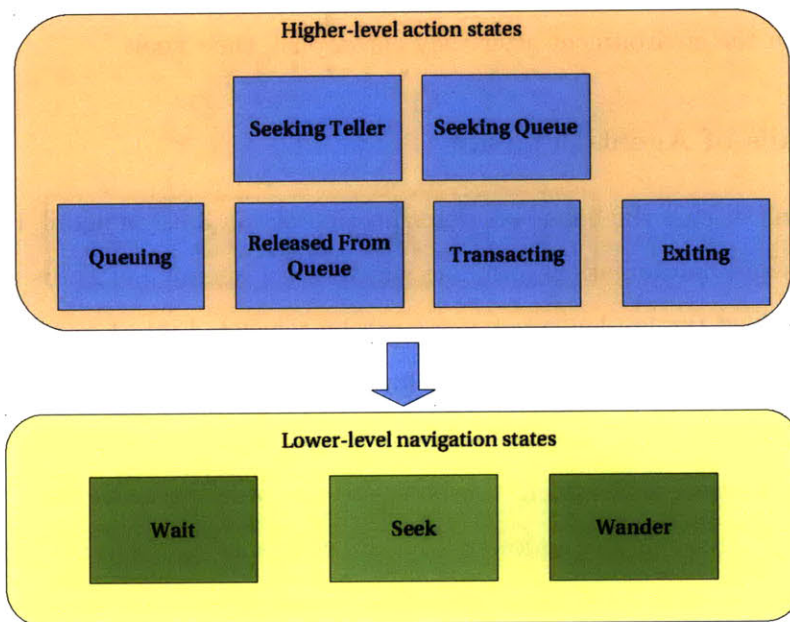 Higher-level action states
Seeking Teller
Seeking Queue
Queuing
Released From
Queue
Transacting
Exiting
Lower-level navigation states
Wait
Seek
Wander